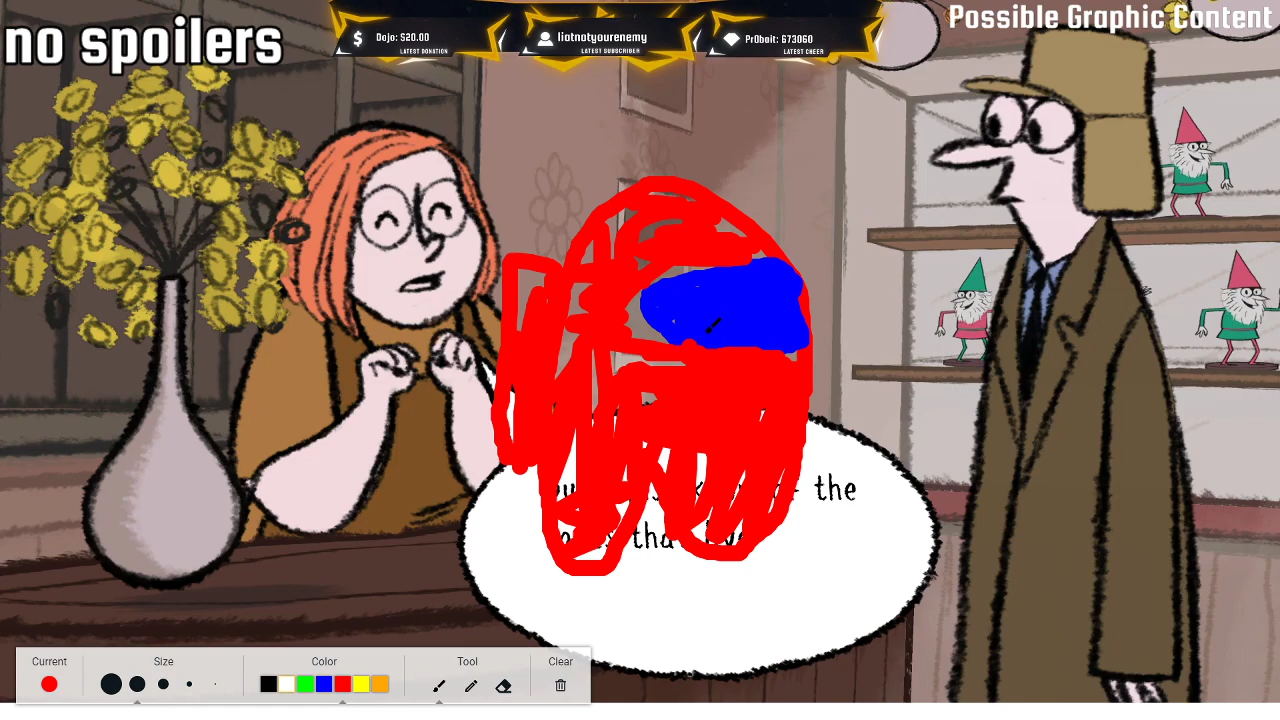 no spoilers
Dojo: $20.00
LATEST DONATION
liotnotyourenemy
LATEST SUBSCRIBER
Pr0bait: 673060
LATEST CHEER
Possible Graphic Content
the
Current
Size
Color
Tool
Clear